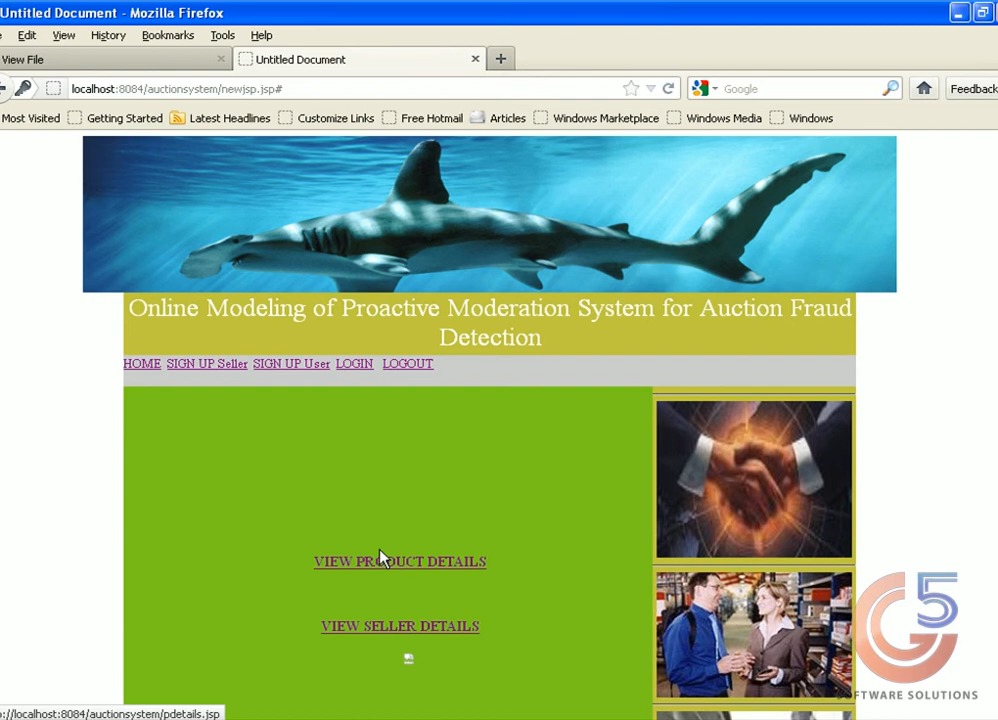 Untitled Document - Mozilla Firefox
Edit View History Bookmarks Tools Help
View File
Untitled Document
localhost:8084/auctionsystem/newjsp.jsp#
Google
Feedback
Most Visited Getting Started Latest Headlines Customize Links Free Hotmail Articles Windows Marketplace Windows Media Windows
Online Modeling of Proactive Moderation System for Auction Fraud
Detection
HOME SIGN UP Seller SIGN UP User LOGIN LOGOUT
VIEW PRODUCT DETAILS
VIEW SELLER DETAILS
G5
SOFTWARE SOLUTIONS
p://localhost:8084/auctionsystem/pdetails.jsp